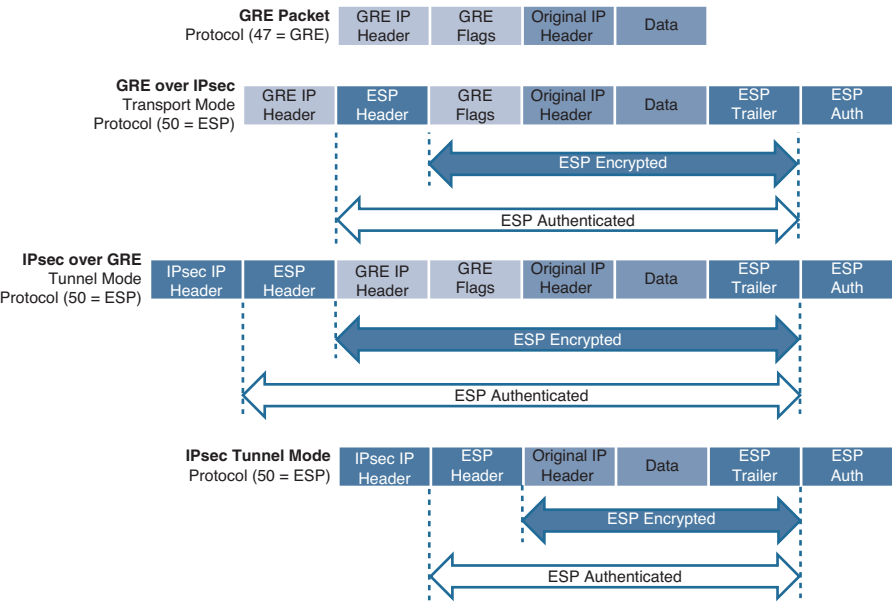 GRE Packet
Protocol (47 = GRE)
GRE IP
Header
GRE
Flags
Original IP
Header
Data
GRE over IPsec
Transport Mode
Protocol (50 = ESP)
GRE IP
Header
ESP
Header
GRE
Flags
Original IP
Header
Data
ESP
Trailer
ESP
Auth
ESP Encrypted
ESP Authenticated
IPsec over GRE
Tunnel Mode
Protocol (50 = ESP)
IPsec IP
Header
ESP
Header
GRE IP
Header
GRE
Flags
Original IP
Header
Data
ESP
Trailer
ESP
Auth
ESP Encrypted
ESP Authenticated
IPsec Tunnel Mode
Protocol (50 = ESP)
IPsec IP
Header
ESP
Header
Original IP
Header
Data
ESP
Trailer
ESP
Auth
ESP Encrypted
ESP Authenticated